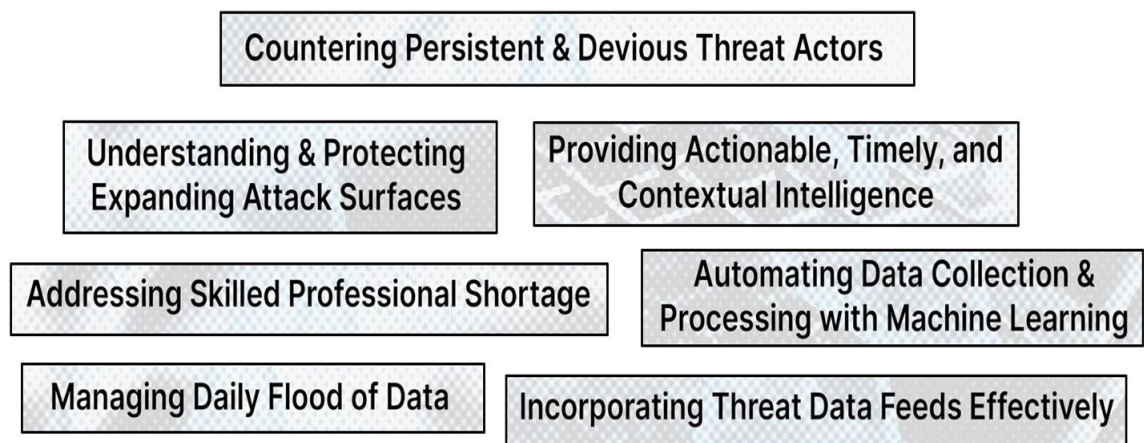 Countering Persistent & Devious Threat Actors
Understanding & Protecting
Expanding Attack Surfaces
Providing Actionable, Timely, and
Contextual Intelligence
Addressing Skilled Professional Shortage
Automating Data Collection &
Processing with Machine Learning
Managing Daily Flood of Data
Incorporating Threat Data Feeds Effectively